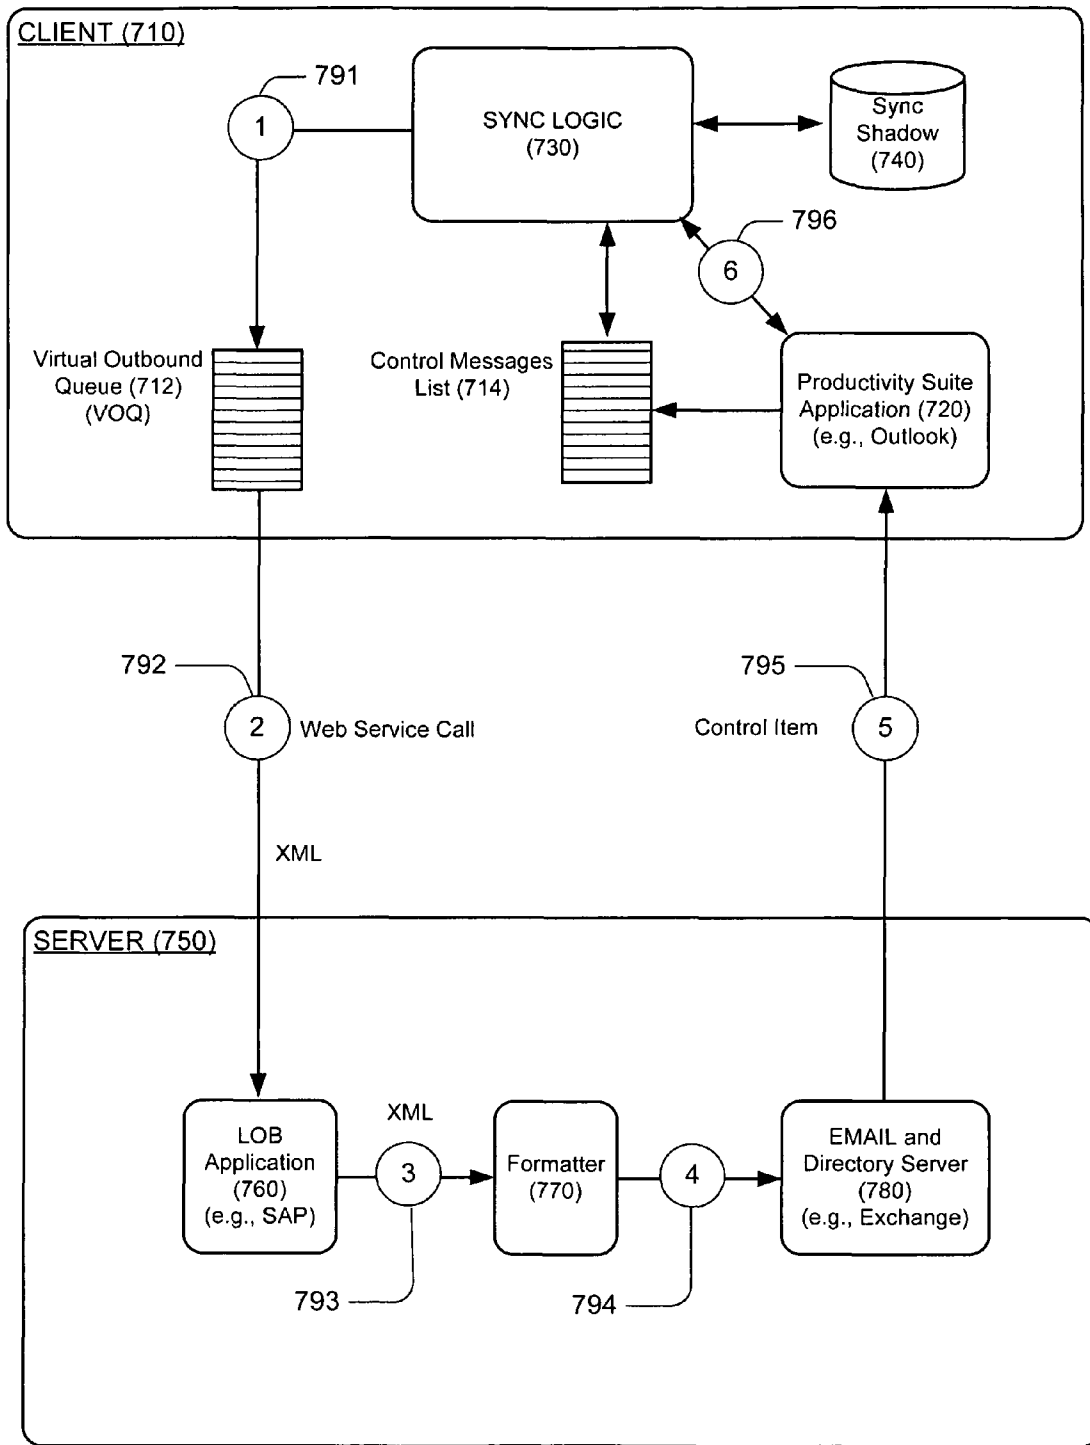 CLIENT (710)
791
1
SYNC LOGIC
(730)
Sync
Shadow
(740)
796
6
Virtual Outbound
Queue (712)
(VOQ)
Control Messages
List (714)
Productivity Suite
Application (720)
(e.g., Outlook)
792
2
Web Service Call
795
Control Item
5
XML
SERVER (750)
LOB
Application
(760)
(e.g., SAP)
XML
3
793
Formatter
(770)
4
794
EMAIL and
Directory Server
(780)
(e.g., Exchange)